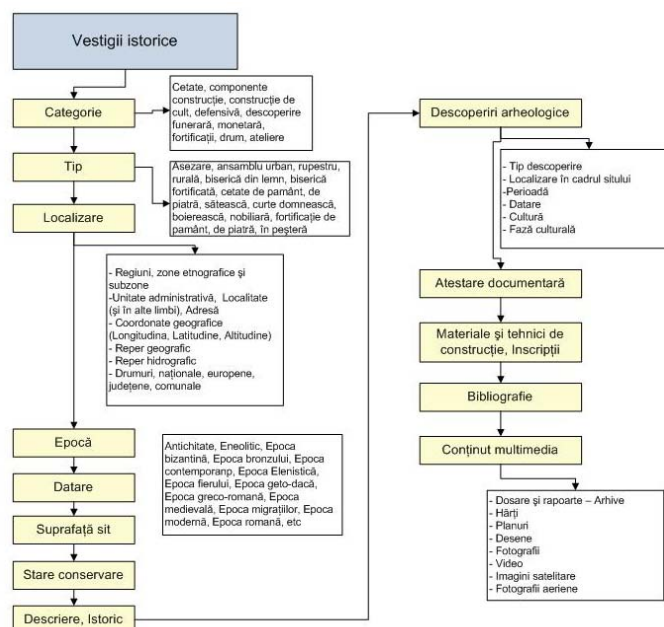 Vestigii istorice
Categorie
Cetate, componente
construcție, construcție de
cult, defensivă, descoperire
funerară, monetară,
fortificații, drum, ateliere
Tip
Asezare, ansamblu urban, rupestru,
rurală, biserică din lemn, biserică
fortificată, cetate de pamânt, de
piatră, sătească, curte domnească,
boierească, nobiliară, fortificație de
pamânt, de piatră, în peșteră
Localizare
- Regiuni, zone etnografice și
subzone
-Unitate administrativă, Localitate
(și în alte limbi), Adresă
- Coordonate geografice
(Longitudina, Latitudine, Altitudine)
- Reper geografic
- Reper hidrografic
- Drumuri, naționale, europene,
județene, comunale
Epocă
Antichitate, Eneolitic, Epoca
bizantină, Epoca bronzului, Epoca
contemporanp, Epoca Elenistică,
Epoca fierului, Epoca geto-dacă,
Epoca greco-romană, Epoca
medievală, Epoca migrațiilor, Epoca
modernă, Epoca romană, etc
Datare
Suprafață sit
Stare conservare
Descriere, Istoric
Descoperiri arheologice
- Tip descoperire
- Localizare în cadrul sitului
-Perioadă
- Datare
- Cultură
- Fază culturală
Atestare documentară
Materiale și tehnici de
construcție, Inscripții
Bibliografie
Conținut multimedia
- Dosare și rapoarte – Arhive
- Hărți
- Planuri
- Desene
- Fotografii
- Video
- Imagini satelitare
- Fotografii aeriene